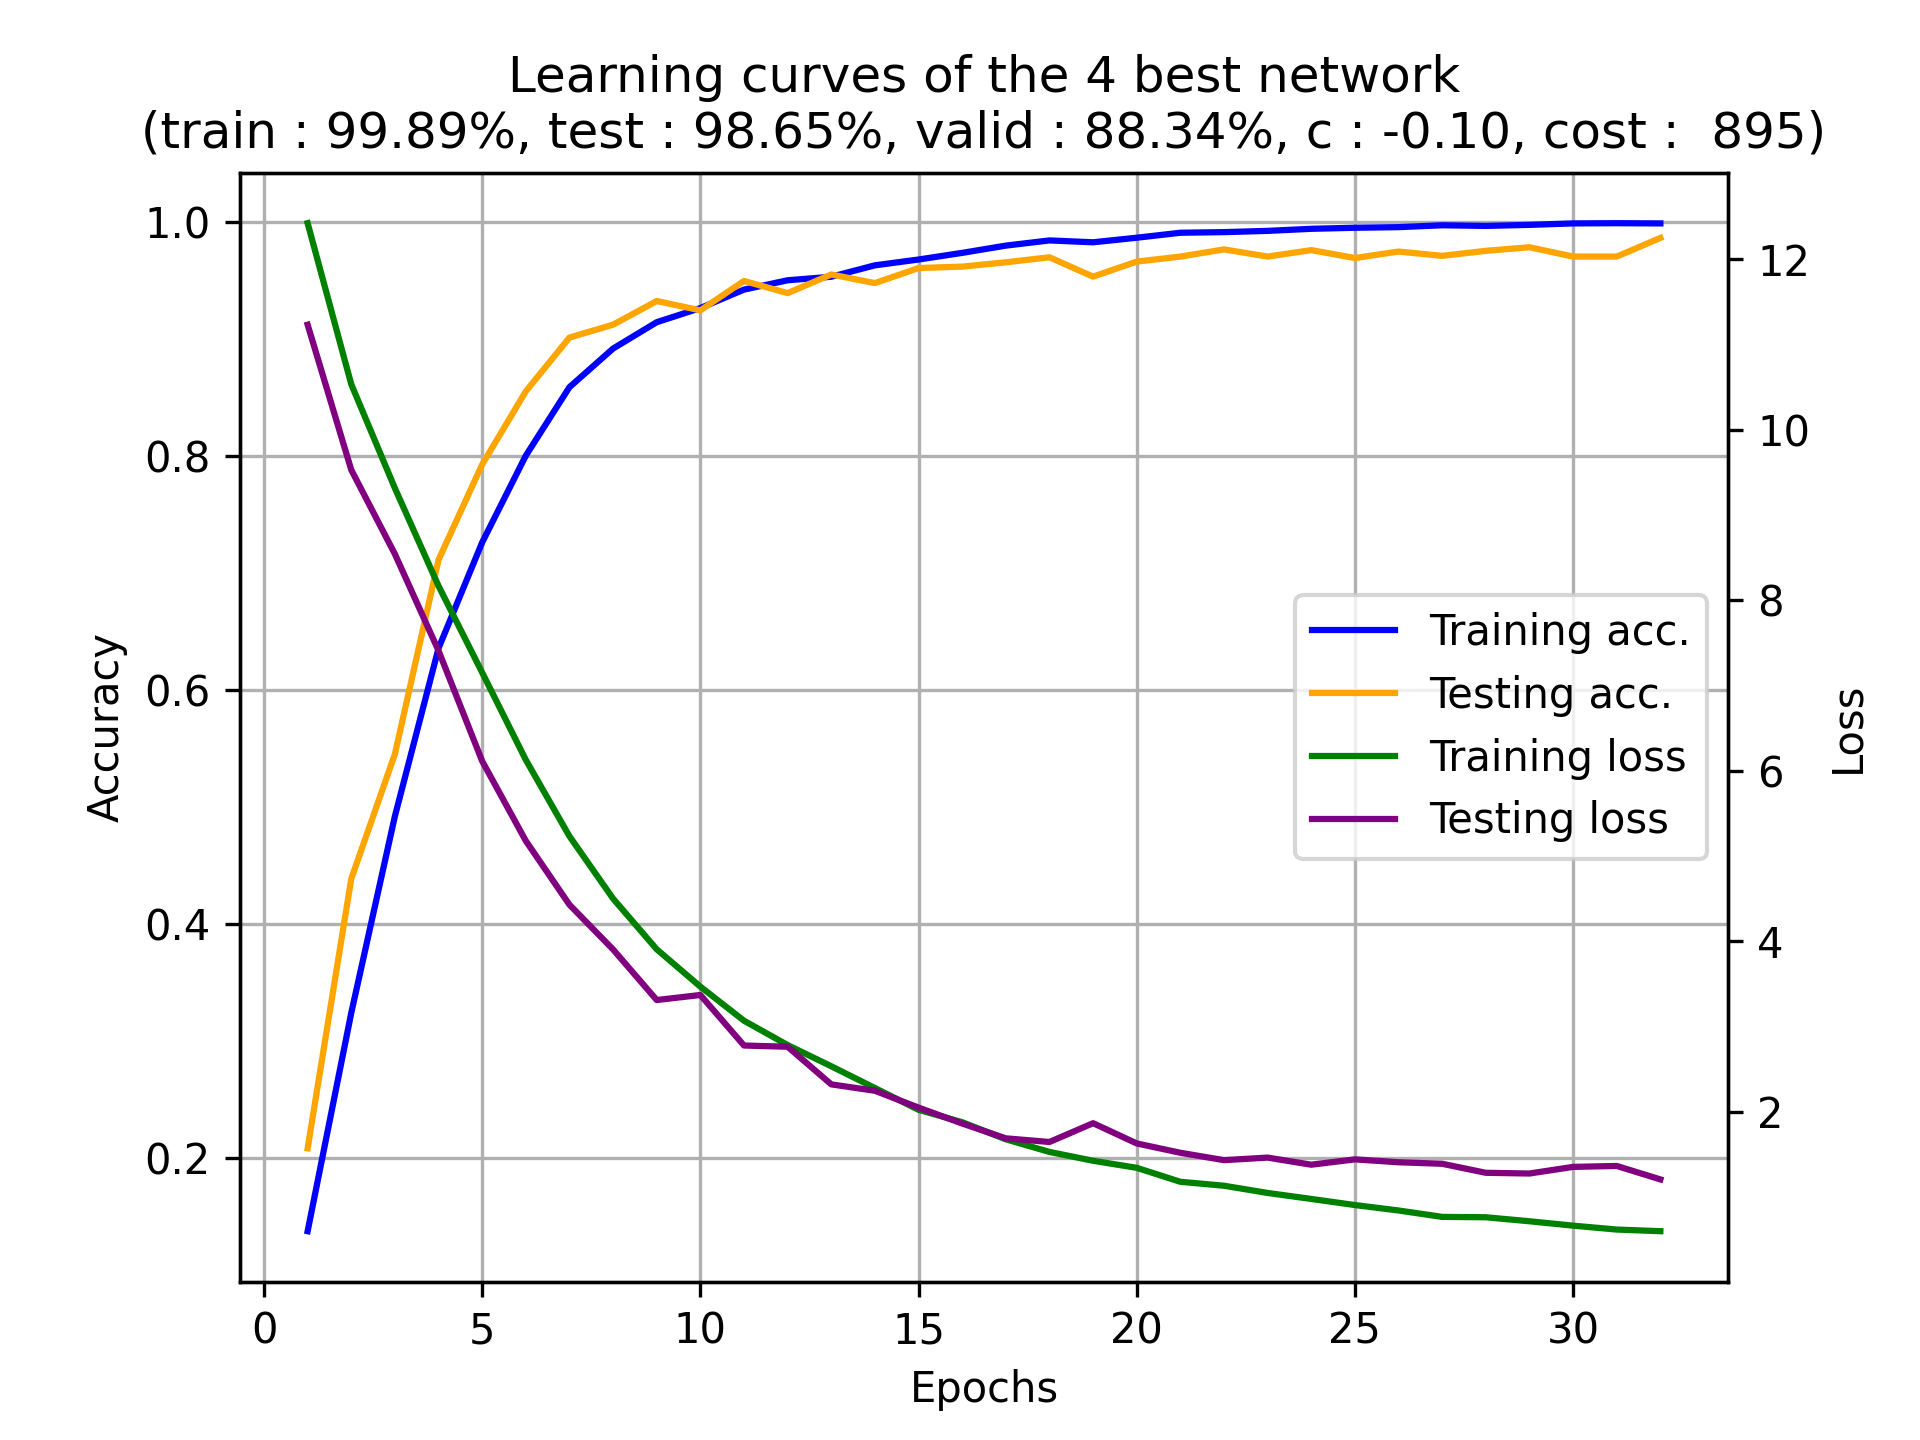 Learning curves of the 4 best network
(train : 99.89%, test : 98.65%, valid : 88.34%, c : -0.10, cost :  895)
1.0
0.8
0.6
0.4
0.2
Accuracy
12
10
8
6
4
2
Loss
Training acc.
Testing acc.
Training loss
Testing loss
0 5 10 15 20 25 30
Epochs